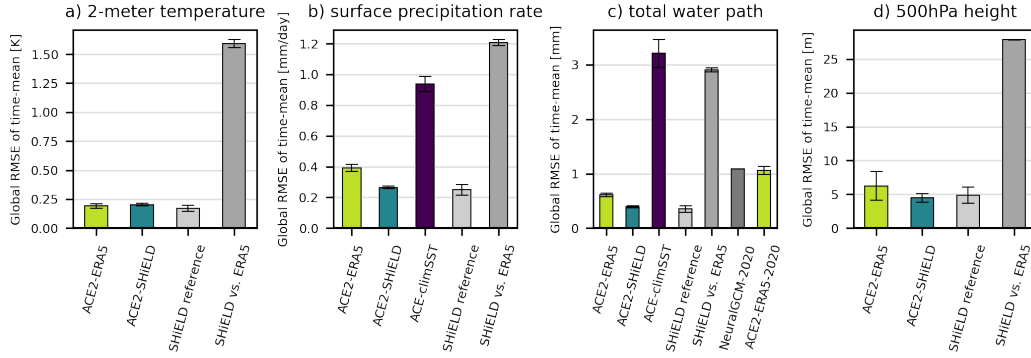 a) 2-meter temperature
Global RMSE of time-mean [K]
1.50
1.25
1.00
0.75
0.50
0.25
0.00
ACE2-ERA5
ACE2-SHiELD
SHiELD reference
SHiELD vs. ERA5
b) surface precipitation rate
Global RMSE of time-mean [mm/day]
1.2
1.0
0.8
0.6
0.4
0.2
0.0
ACE2-ERA5
ACE2-SHiELD
ACE-climSST
SHiELD reference
SHiELD vs. ERA5
c) total water path
Global RMSE of time-mean [mm]
3
2
1
0
ACE2-ERA5
ACE2-SHiELD
ACE-climSST
SHiELD reference
SHiELD vs. ERA5
NeuralGCM-2020
ACE2-ERA5-2020
d) 500hPa height
Global RMSE of time-mean [m]
25
20
15
10
5
0
ACE2-ERA5
ACE2-SHiELD
SHiELD reference
SHiELD vs. ERA5